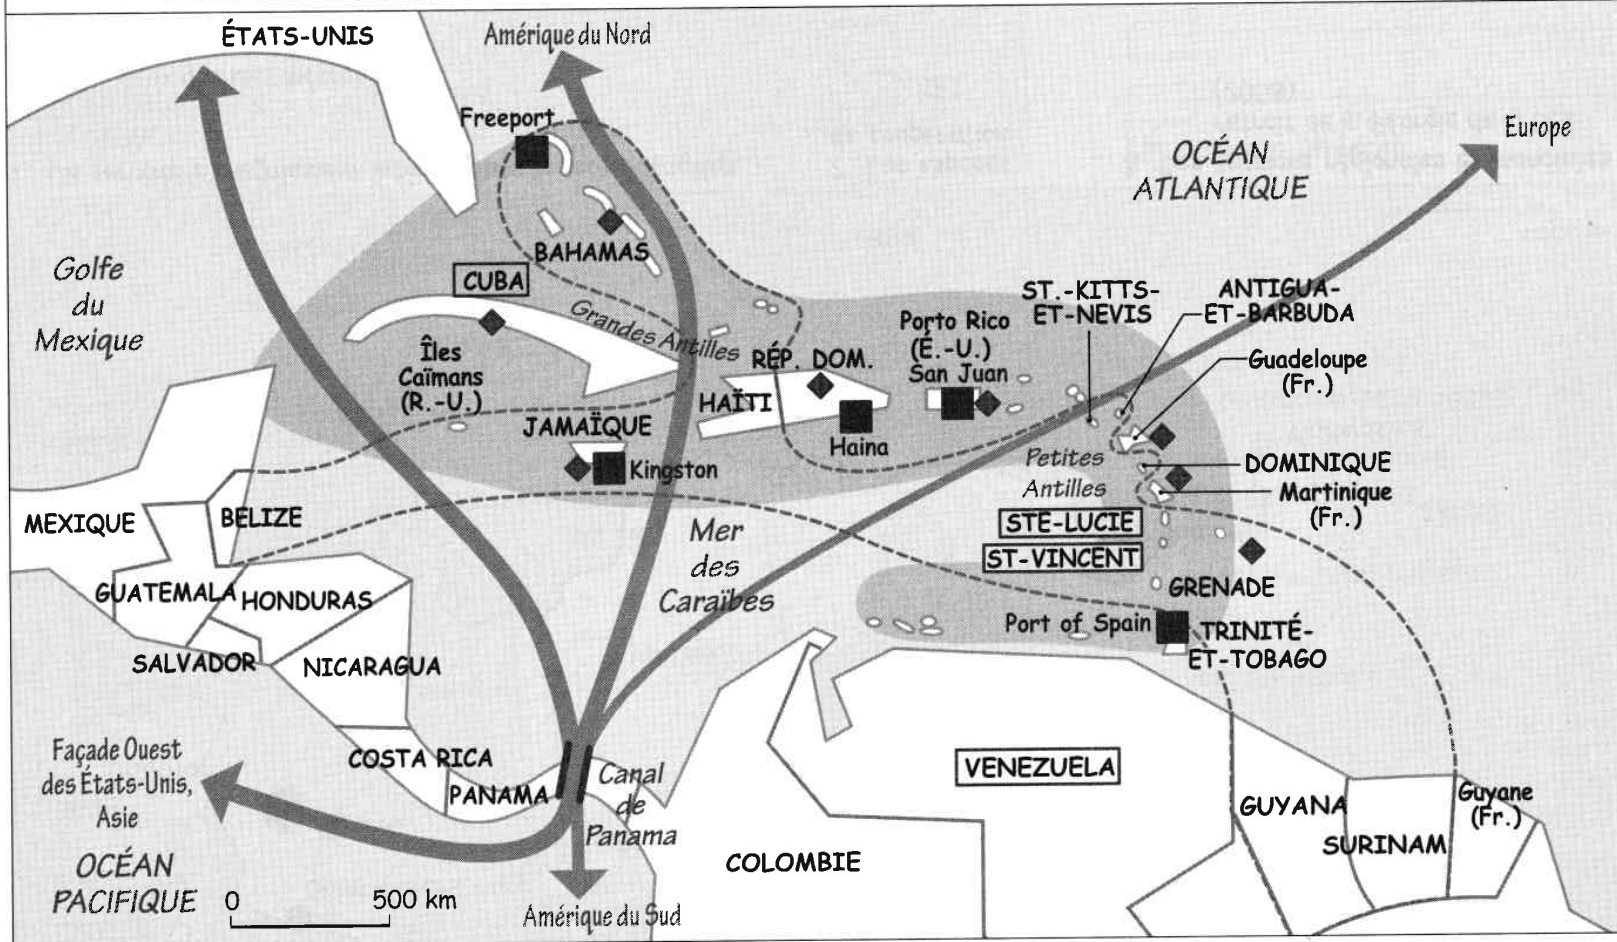 ÉTATS-UNIS
Amérique du Nord
Freeport
Europe
OCÉAN
ATLANTIQUE
Golfe
du
Mexique
BAHAMAS
CUBA
Grandes Antilles
ST.-KITTS-
ET-NEVIS
ANTIGUA-
ET-BARBUDA
Porto Rico
(É.-U.)
San Juan
Îles
Caïmans
(R.-U.)
RÉP. DOM.
Guadeloupe
(Fr.)
HAÏTI
JAMAÏQUE
Haina
Kingston
Petites
Antilles
DOMINIQUE
Martinique
(Fr.)
MEXIQUE
BELIZE
Mer
des
Caraïbes
STE-LUCIE
ST-VINCENT
GRENADE
GUATEMALA
HONDURAS
Port of Spain
TRINITÉ-
ET-TOBAGO
SALVADOR
NICARAGUA
Façade Ouest
des États-Unis,
Asie
COSTA RICA
PANAMA
Canal
de
Panama
VENEZUELA
GUYANA
Guyane
(Fr.)
SURINAM
COLOMBIE
OCÉAN
PACIFIQUE
0 500 km
Amérique du Sud